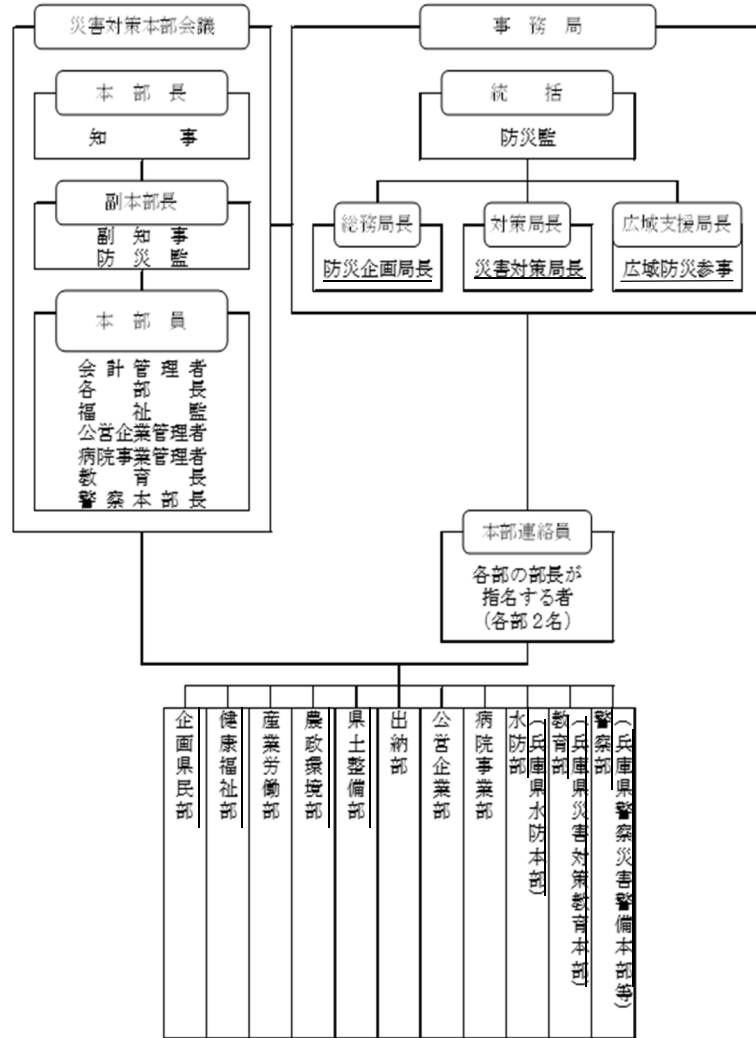 災害対策本部会議
本部長
知事
副本部長
副知事
防災監
本部員
会計管理者
各部長
福祉監
公営企業管理者
病院事業管理者
教育長
警察本部長
事務局
統括
防災監
総務局長
防災企画局長
対策局長
災害対策局長
広域支援局長
広域防災参事
本部連絡員
各部の部長が
指名する者
(各部2名)
企画県民部
健康福祉部
産業労働部
農政環境部
県土整備部
出納部
公営企業部
病院事業部
水防部
(兵庫県水防本部)
教育部
(兵庫県災害対策教育本部)
警察部
(兵庫県警察災害警備本部等)